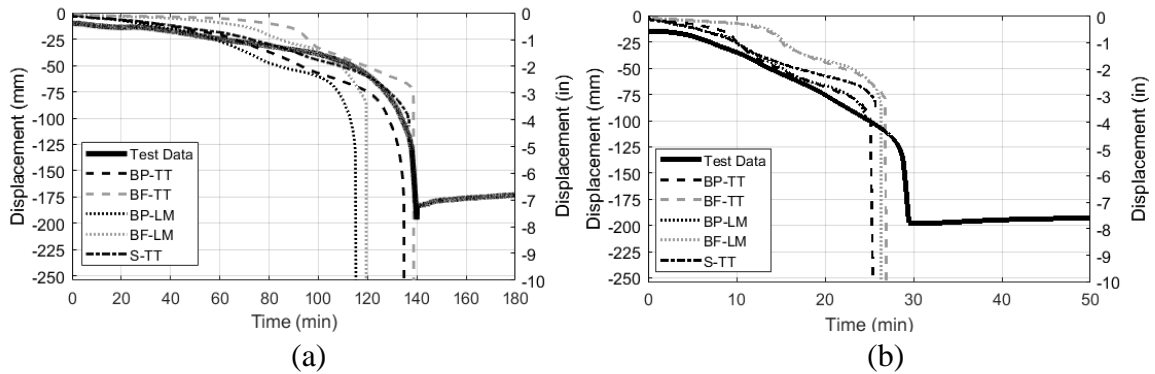 0
-25
-50
-75
-100
-125
-150
-175
-200
-225
-250
Displacement (mm)
0
-1
-2
-3
-4
-5
-6
-7
-8
-9
-10
Displacement (in)
Test Data
BP-TT
BF-TT
BP-LM
BF-LM
S-TT
0 20 40 60 80 100 120 140 160 180
Time (min)
(a)
0
-25
-50
-75
-100
-125
-150
-175
-200
-225
-250
Displacement (mm)
0
-1
-2
-3
-4
-5
-6
-7
-8
-9
-10
Displacement (in)
Test Data
BP-TT
BF-TT
BP-LM
BF-LM
S-TT
0 10 20 30 40 50
Time (min)
(b)